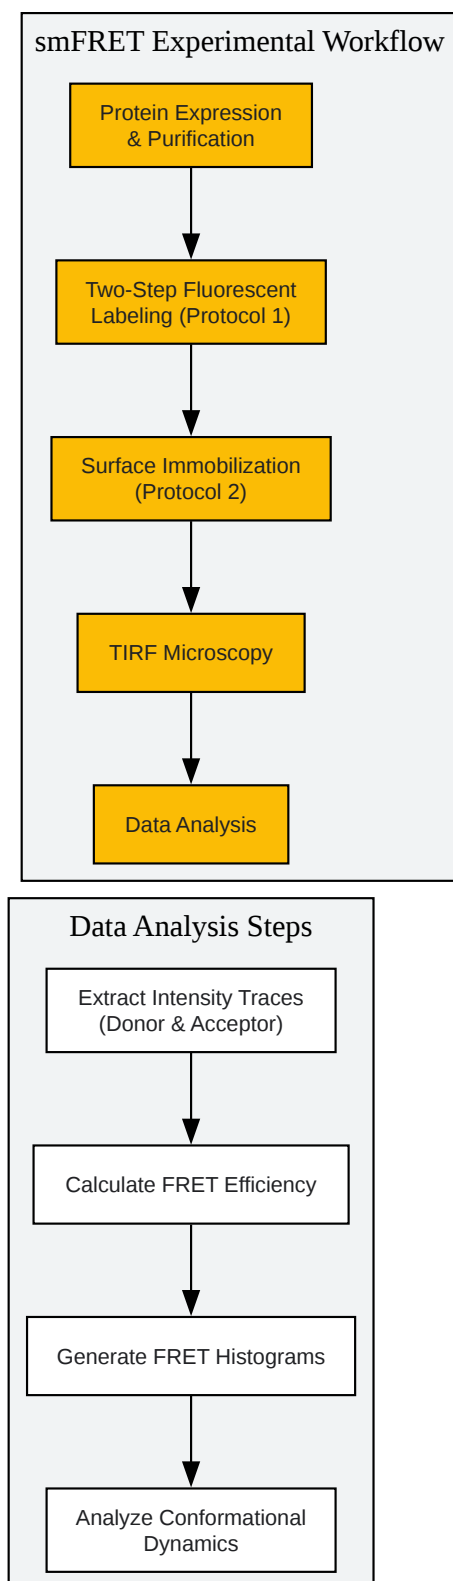 smFRET Experimental Workflow
Protein Expression
& Purification
Two-Step Fluorescent
Labeling (Protocol 1)
Surface Immobilization
(Protocol 2)
TIRF Microscopy
Data Analysis
Data Analysis Steps
Extract Intensity Traces
(Donor & Acceptor)
Calculate FRET Efficiency
Generate FRET Histograms
Analyze Conformational
Dynamics